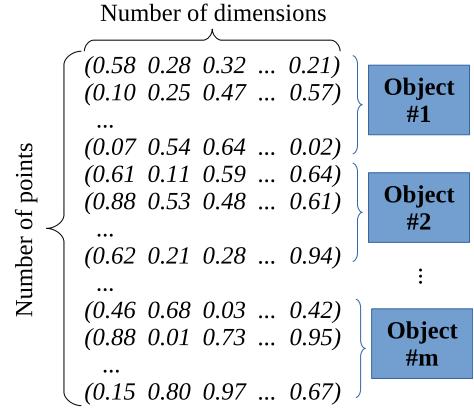 Number of dimensions
Number of points
(0.58 0.28 0.32 ... 0.21)
(0.10 0.25 0.47 ... 0.57)
...
(0.07 0.54 0.64 ... 0.02)
Object
#1
(0.61 0.11 0.59 ... 0.64)
(0.88 0.53 0.48 ... 0.61)
...
(0.62 0.21 0.28 ... 0.94)
Object
#2
...
...
(0.46 0.68 0.03 ... 0.42)
(0.88 0.01 0.73 ... 0.95)
...
(0.15 0.80 0.97 ... 0.67)
Object
#m